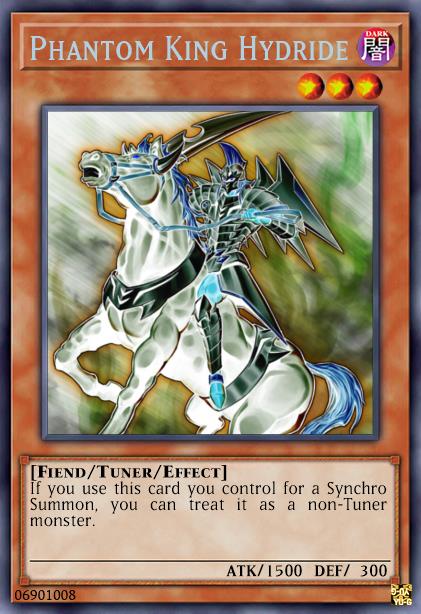 PHANTOM KING HYDRIDE
DARK
闇
[FIEND/TUNER/EFFECT]
If you use this card you control for a Synchro
Summon, you can treat it as a non-Tuner
monster.
ATK/1500 DEF/ 300
06901008